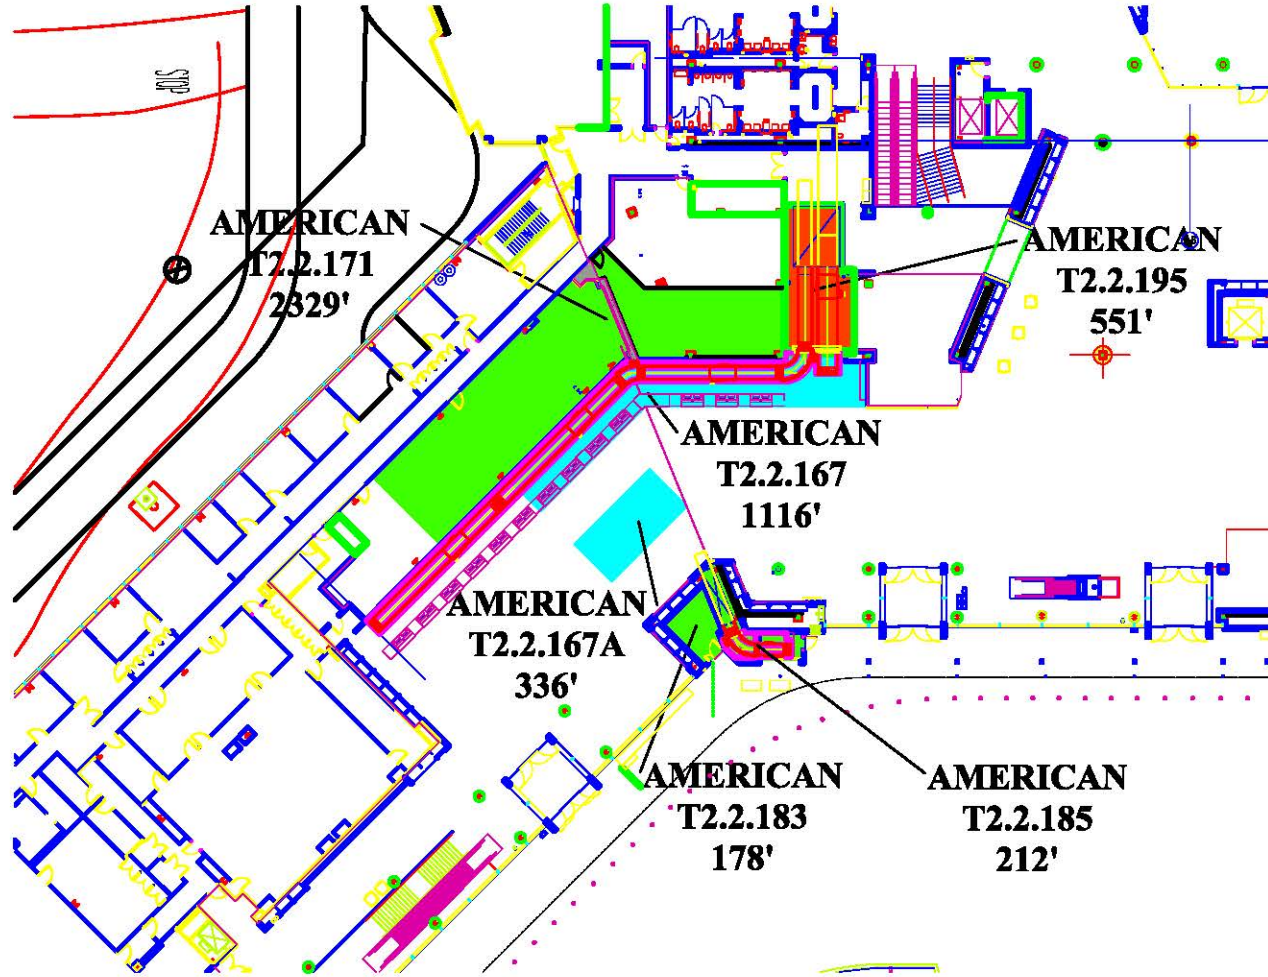 STOP
AMERICAN
T2.2.171
2329'
AMERICAN
T2.2.195
551'
AMERICAN
T2.2.167
1116'
AMERICAN
T2.2.167A
336'
AMERICAN
T2.2.183
178'
AMERICAN
T2.2.185
212'